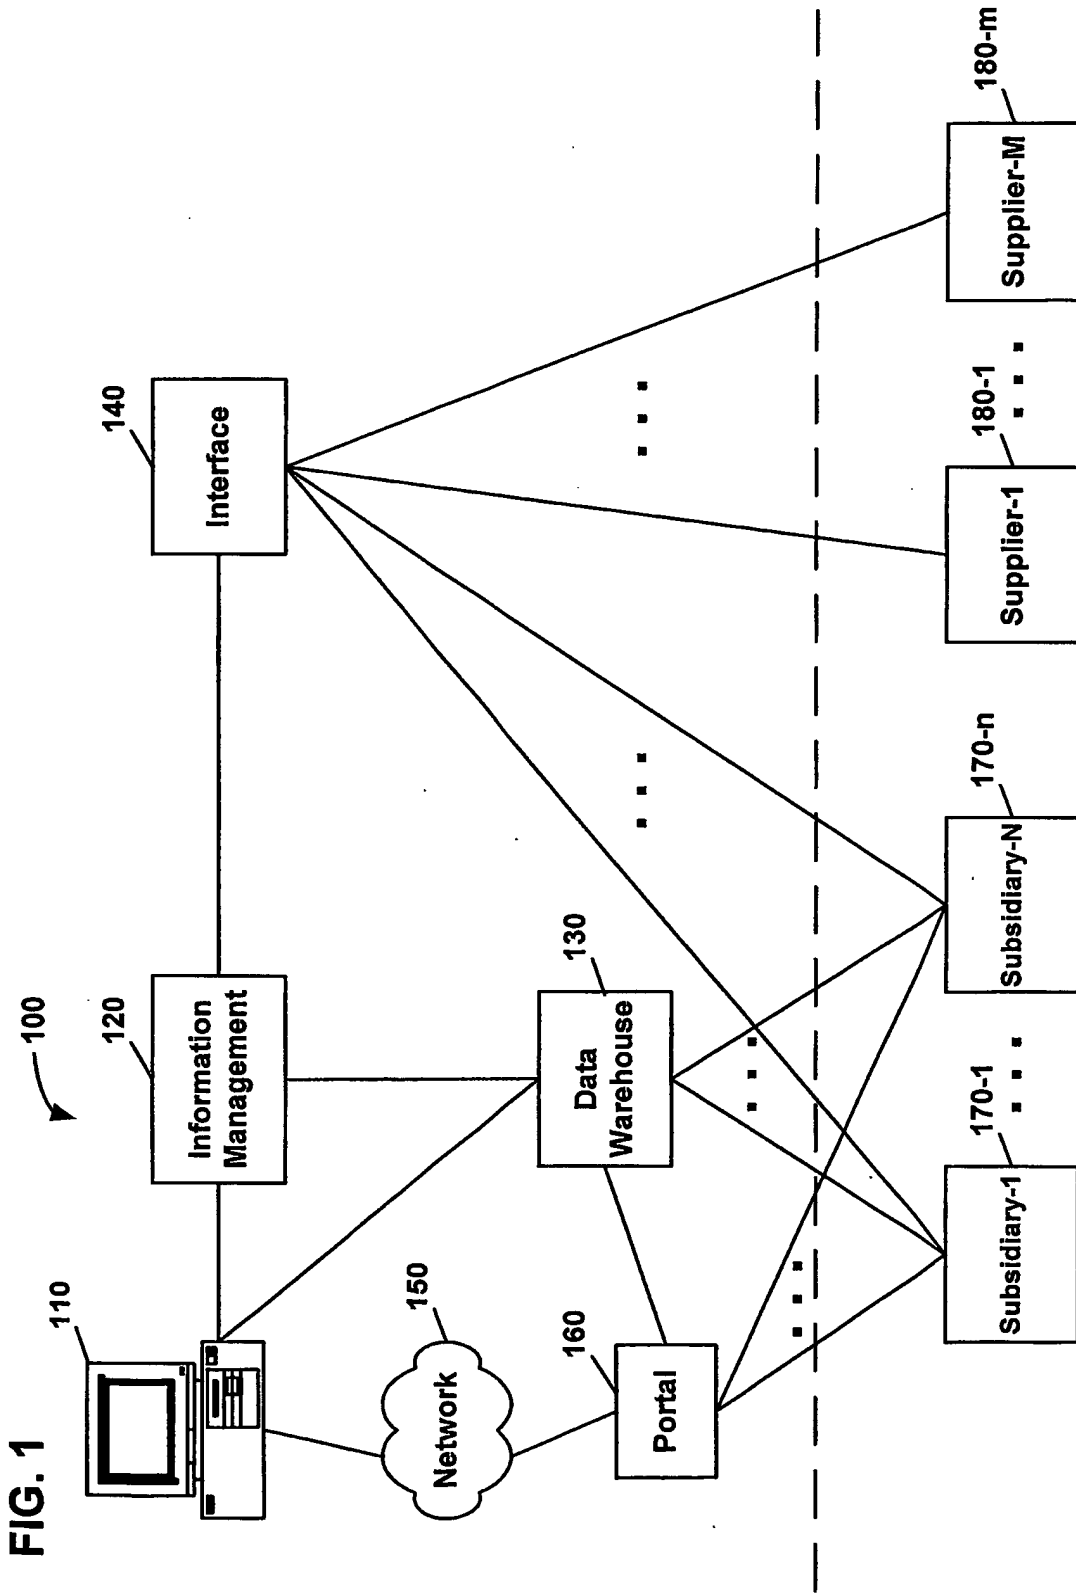 FIG. 1
100
110
120
Information
Management
140
Interface
150
Network
130
Data
Warehouse
160
Portal
170-1
Subsidiary-1
170-n
Subsidiary-N
180-1
Supplier-1
180-m
Supplier-M